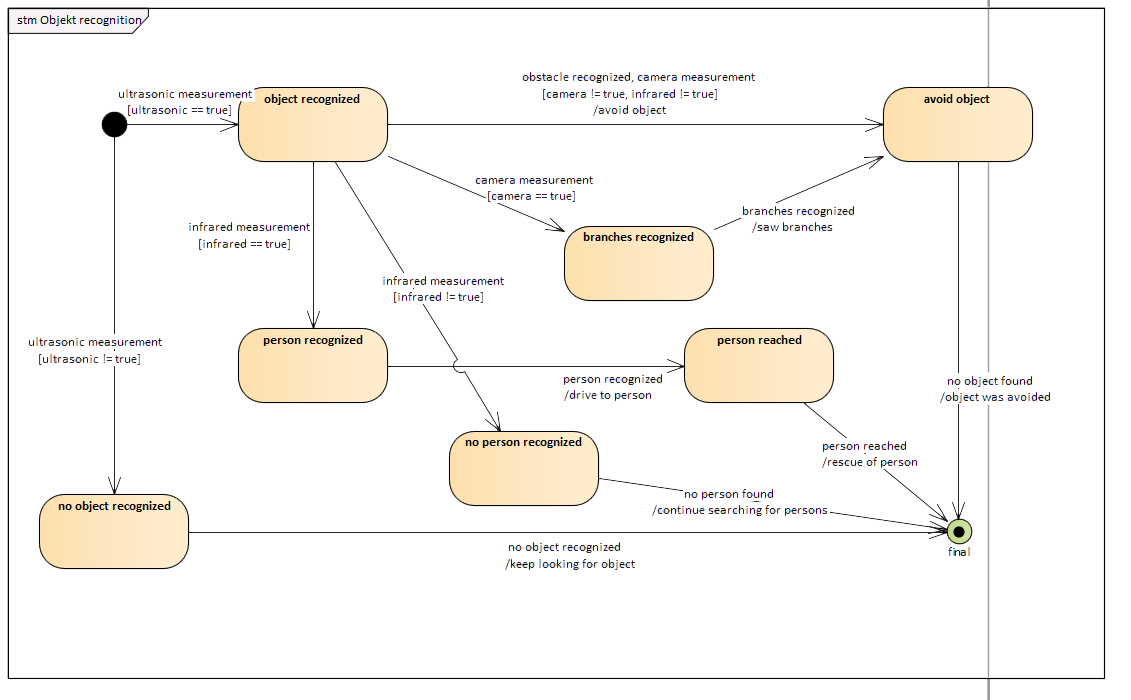 stm Objekt recognition
ultrasonic measurement
[ultrasonic == true]
object recognized
obstacle recognized, camera measurement
[camera != true, infrared != true]
/avoid object
avoid object
camera measurement
[camera == true]
branches recognized
/saw branches
infrared measurement
[infrared == true]
branches recognized
infrared measurement
[infrared != true]
ultrasonic measurement
[ultrasonic != true]
person recognized
person reached
person recognized
/drive to person
no object found
/object was avoided
no person recognized
person reached
/rescue of person
no object recognized
no person found
/continue searching for persons
no object recognized
/keep looking for object
final